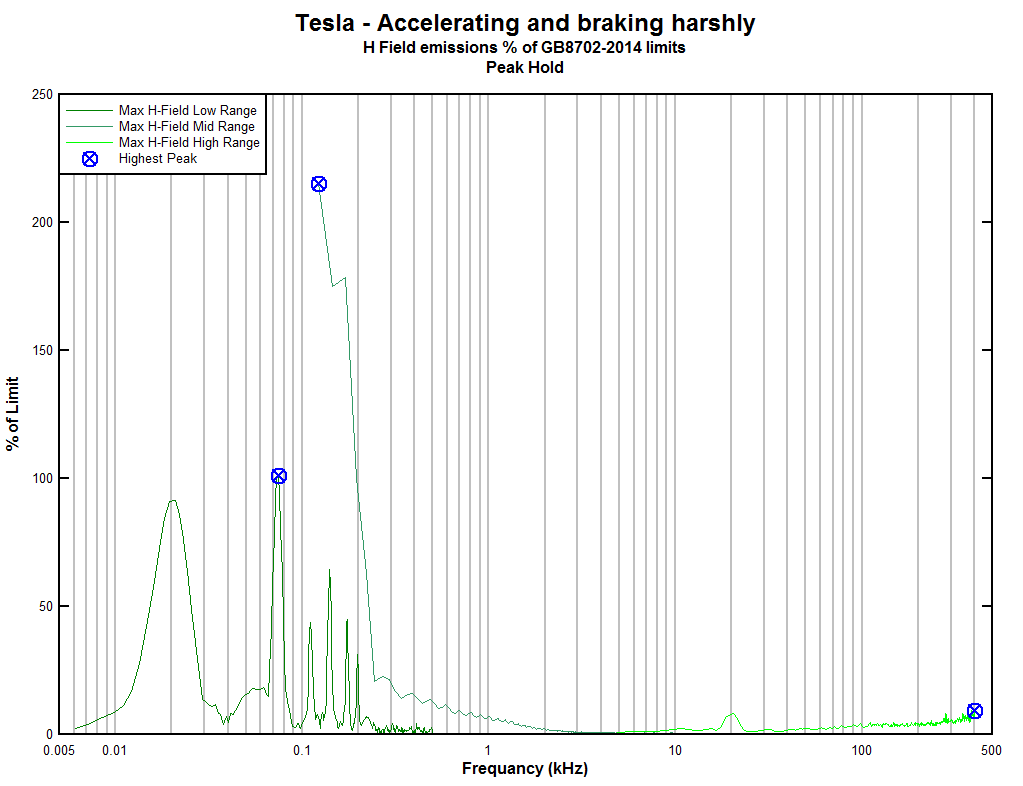 Tesla - Accelerating and braking harshly
H Field emissions % of GB8702-2014 limits
Peak Hold
250
Max H-Field Low Range
Max H-Field Mid Range
Max H-Field High Range
Highest Peak
200
150
% of Limit
100
50
0
0.005 0.01 0.1 1 10 100 500
Frequancy (kHz)